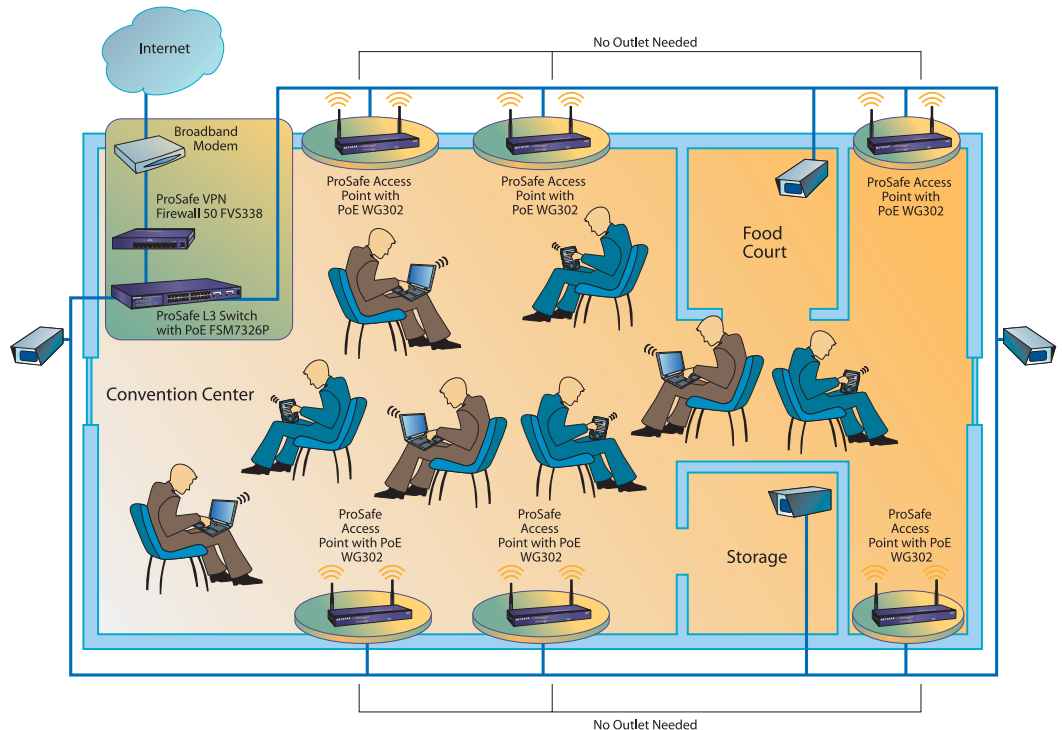 No Outlet Needed
Internet
Broadband
Modem
ProSafe VPN
Firewall 50 FVS338
ProSafe L3 Switch
with PoE FSM7326P
ProSafe Access
Point with
PoE WG302
ProSafe Access
Point with
PoE WG302
ProSafe Access
Point with
PoE WG302
Food
Court
Convention Center
ProSafe
Access
Point with PoE
WG302
ProSafe
Access
Point with PoE
WG302
Storage
ProSafe
Access
Point with PoE
WG302
No Outlet Needed